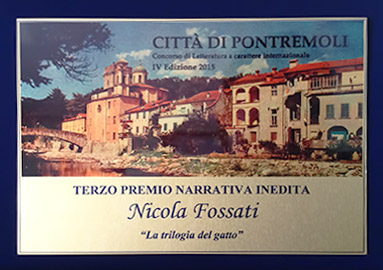 CITTÀ DI PONTREMOLI
Concorso di Letteratura a carattere internazionale
IV Edizione 2015
TERZO PREMIO NARRATIVA INEDITA
Nicola Fossati
"La trilogia del gatto"